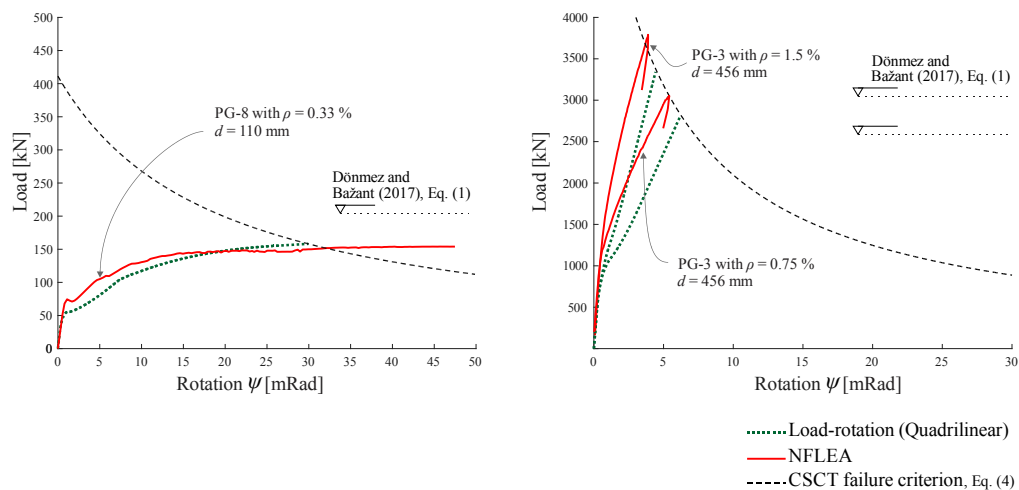 500
450
400
350
300
250
200
150
100
50
0
Load [kN]
PG-8 with ρ = 0.33 %
d = 110 mm
Dönmez and
Bažant (2017), Eq. (1)
0 5 10 15 20 25 30 35 40 45 50
Rotation ψ [mRad]
4000
3500
3000
2500
2000
1500
1000
500
0
Load [kN]
PG-3 with ρ = 1.5 %
d = 456 mm
Dönmez and
Bažant (2017), Eq. (1)
PG-3 with ρ = 0.75 %
d = 456 mm
0 5 10 15 20 25 30
Rotation ψ [mRad]
Load-rotation (Quadrilinear)
NFLEA
CSCT failure criterion, Eq. (4)